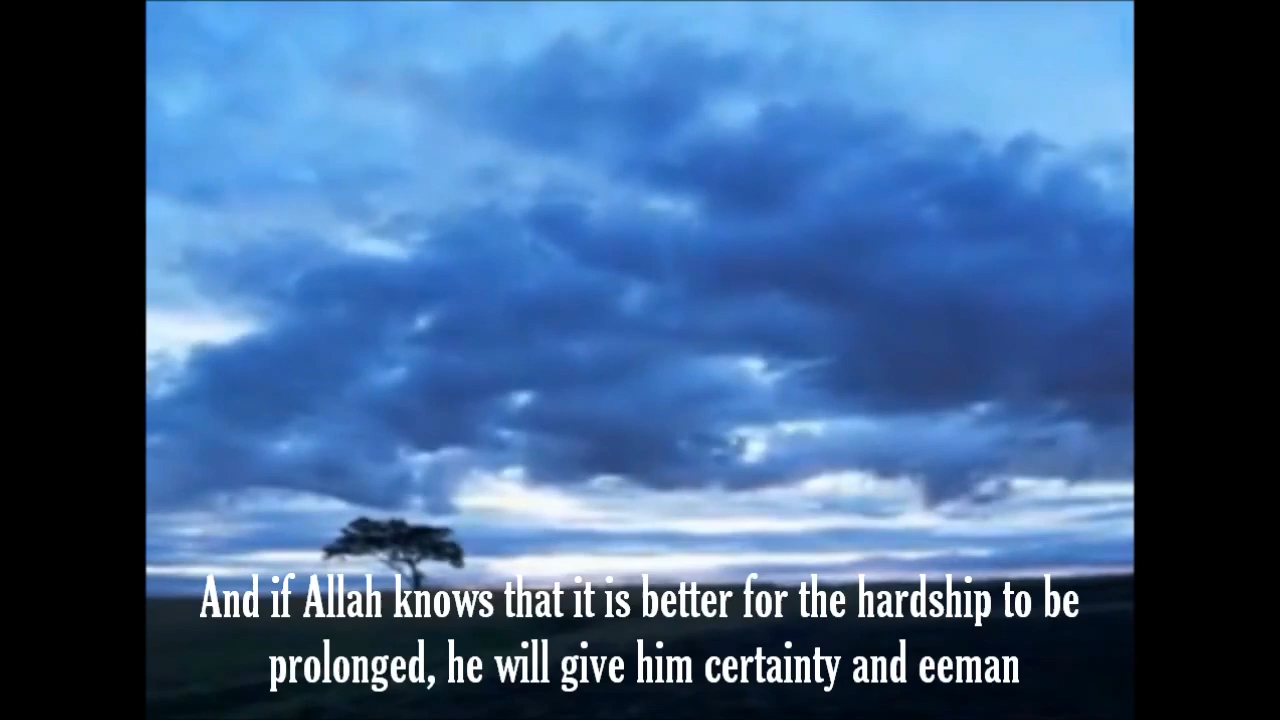 And if Allah knows that it is better for the hardship to be
prolonged, he will give him certainty and eeman